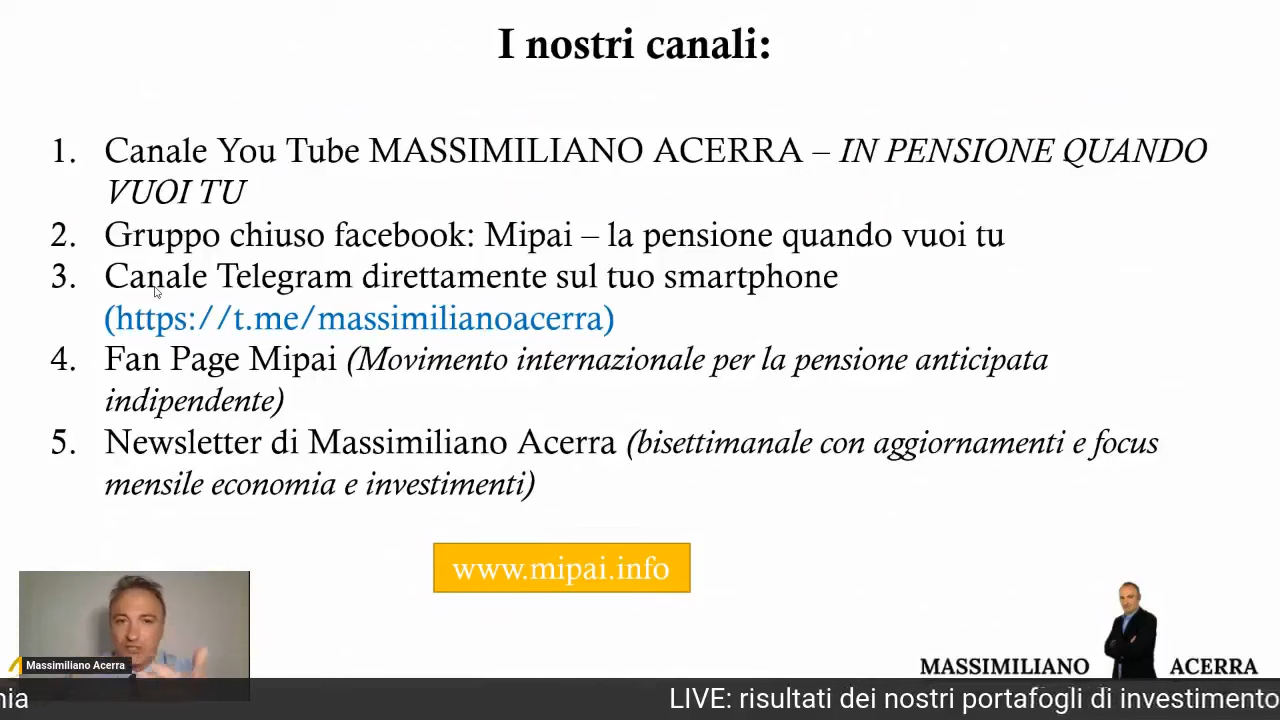 I nostri canali:
1. Canale You Tube MASSIMILIANO ACERRA – IN PENSIONE QUANDO
VUOI TU
2. Gruppo chiuso facebook: Mipai – la pensione quando vuoi tu
3. Canale Telegram direttamente sul tuo smartphone
(https://t.me/massimilianoacerra)
4. Fan Page Mipai (Movimento internazionale per la pensione anticipata
indipendente)
5. Newsletter di Massimiliano Acerra (bisettimanale con aggiornamenti e focus
mensile economia e investimenti)
www.mipai.info
Massimiliano Acerra
MASSIMILIANO ACERRA
nia LIVE: risultati dei nostri portafogli di investimento